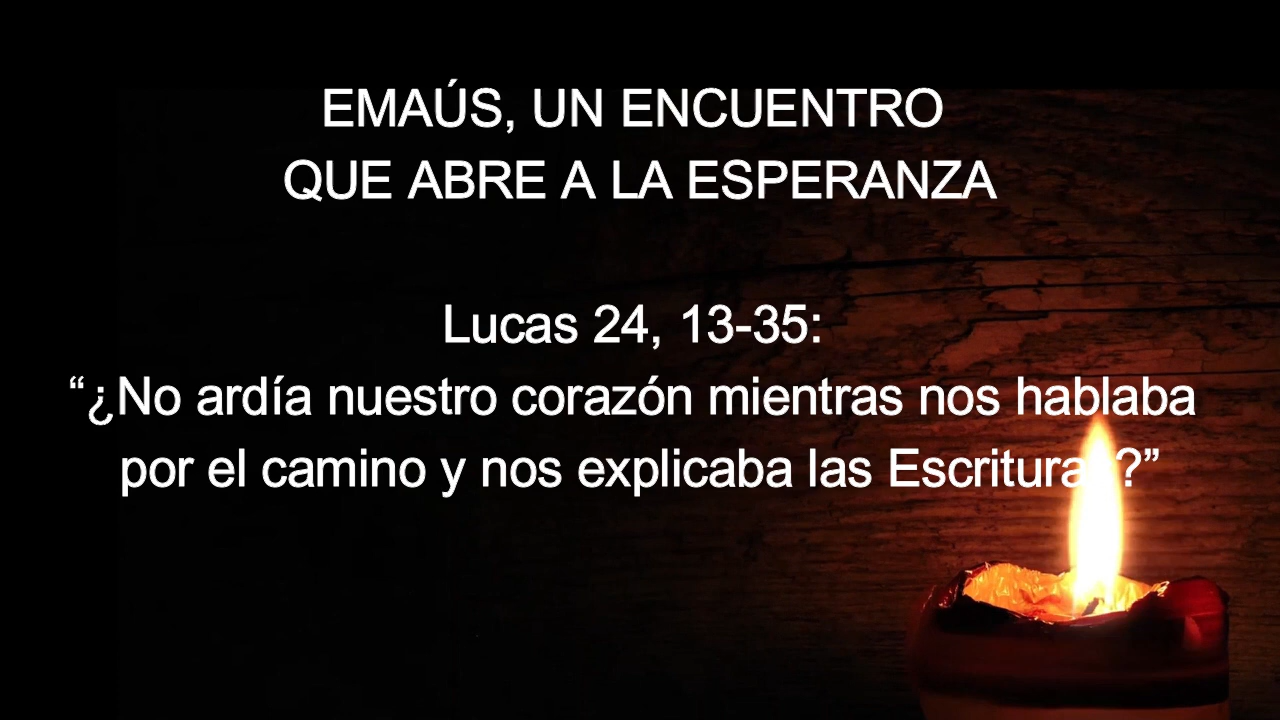 EMAÚS, UN ENCUENTRO
QUE ABRE A LA ESPERANZA
Lucas 24, 13-35:
“¿No ardía nuestro corazón mientras nos hablaba
por el camino y nos explicaba las Escrituras?”